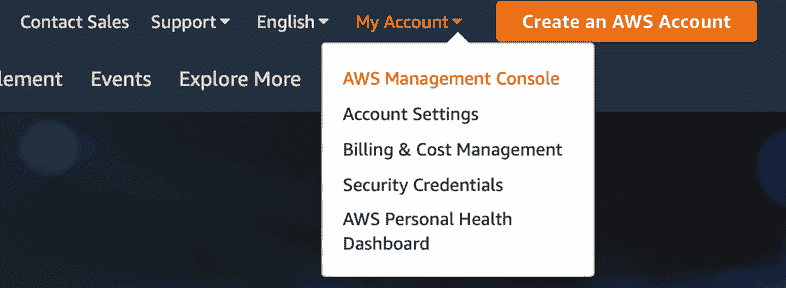 Contact Sales Support English My Account Create an AWS Account
lement Events Explore More
AWS Management Console
Account Settings
Billing & Cost Management
Security Credentials
AWS Personal Health
Dashboard